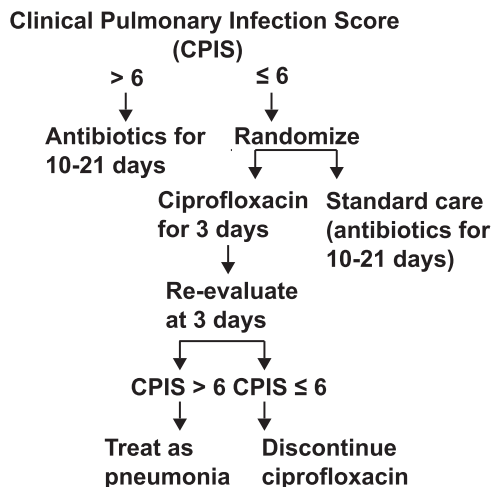 Clinical Pulmonary Infection Score
(CPIS)
> 6
≤ 6
Antibiotics for
10-21 days
Randomize
Ciprofloxacin
for 3 days
Standard care
(antibiotics for
10-21 days)
Re-evaluate
at 3 days
CPIS > 6 CPIS ≤ 6
Treat as
pneumonia
Discontinue
ciprofloxacin